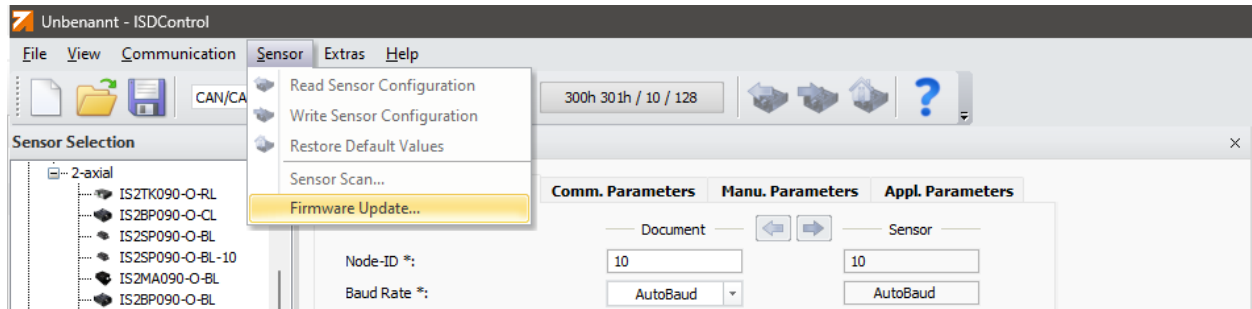 Unbenannt - ISDControl
File View Communication Sensor Extras Help
CAN/CA
300h 301h / 10 / 128
Read Sensor Configuration
Write Sensor Configuration
Restore Default Values
Sensor Scan...
Firmware Update...
Sensor Selection
2-axial
IS2TK090-O-RL
IS2BP090-O-CL
IS2SP090-O-BL
IS2SP090-O-BL-10
IS2MA090-O-BL
IS2BP090-O-BL
Comm. Parameters Manu. Parameters Appl. Parameters
Document Sensor
Node-ID *: 10 10
Baud Rate *: AutoBaud AutoBaud